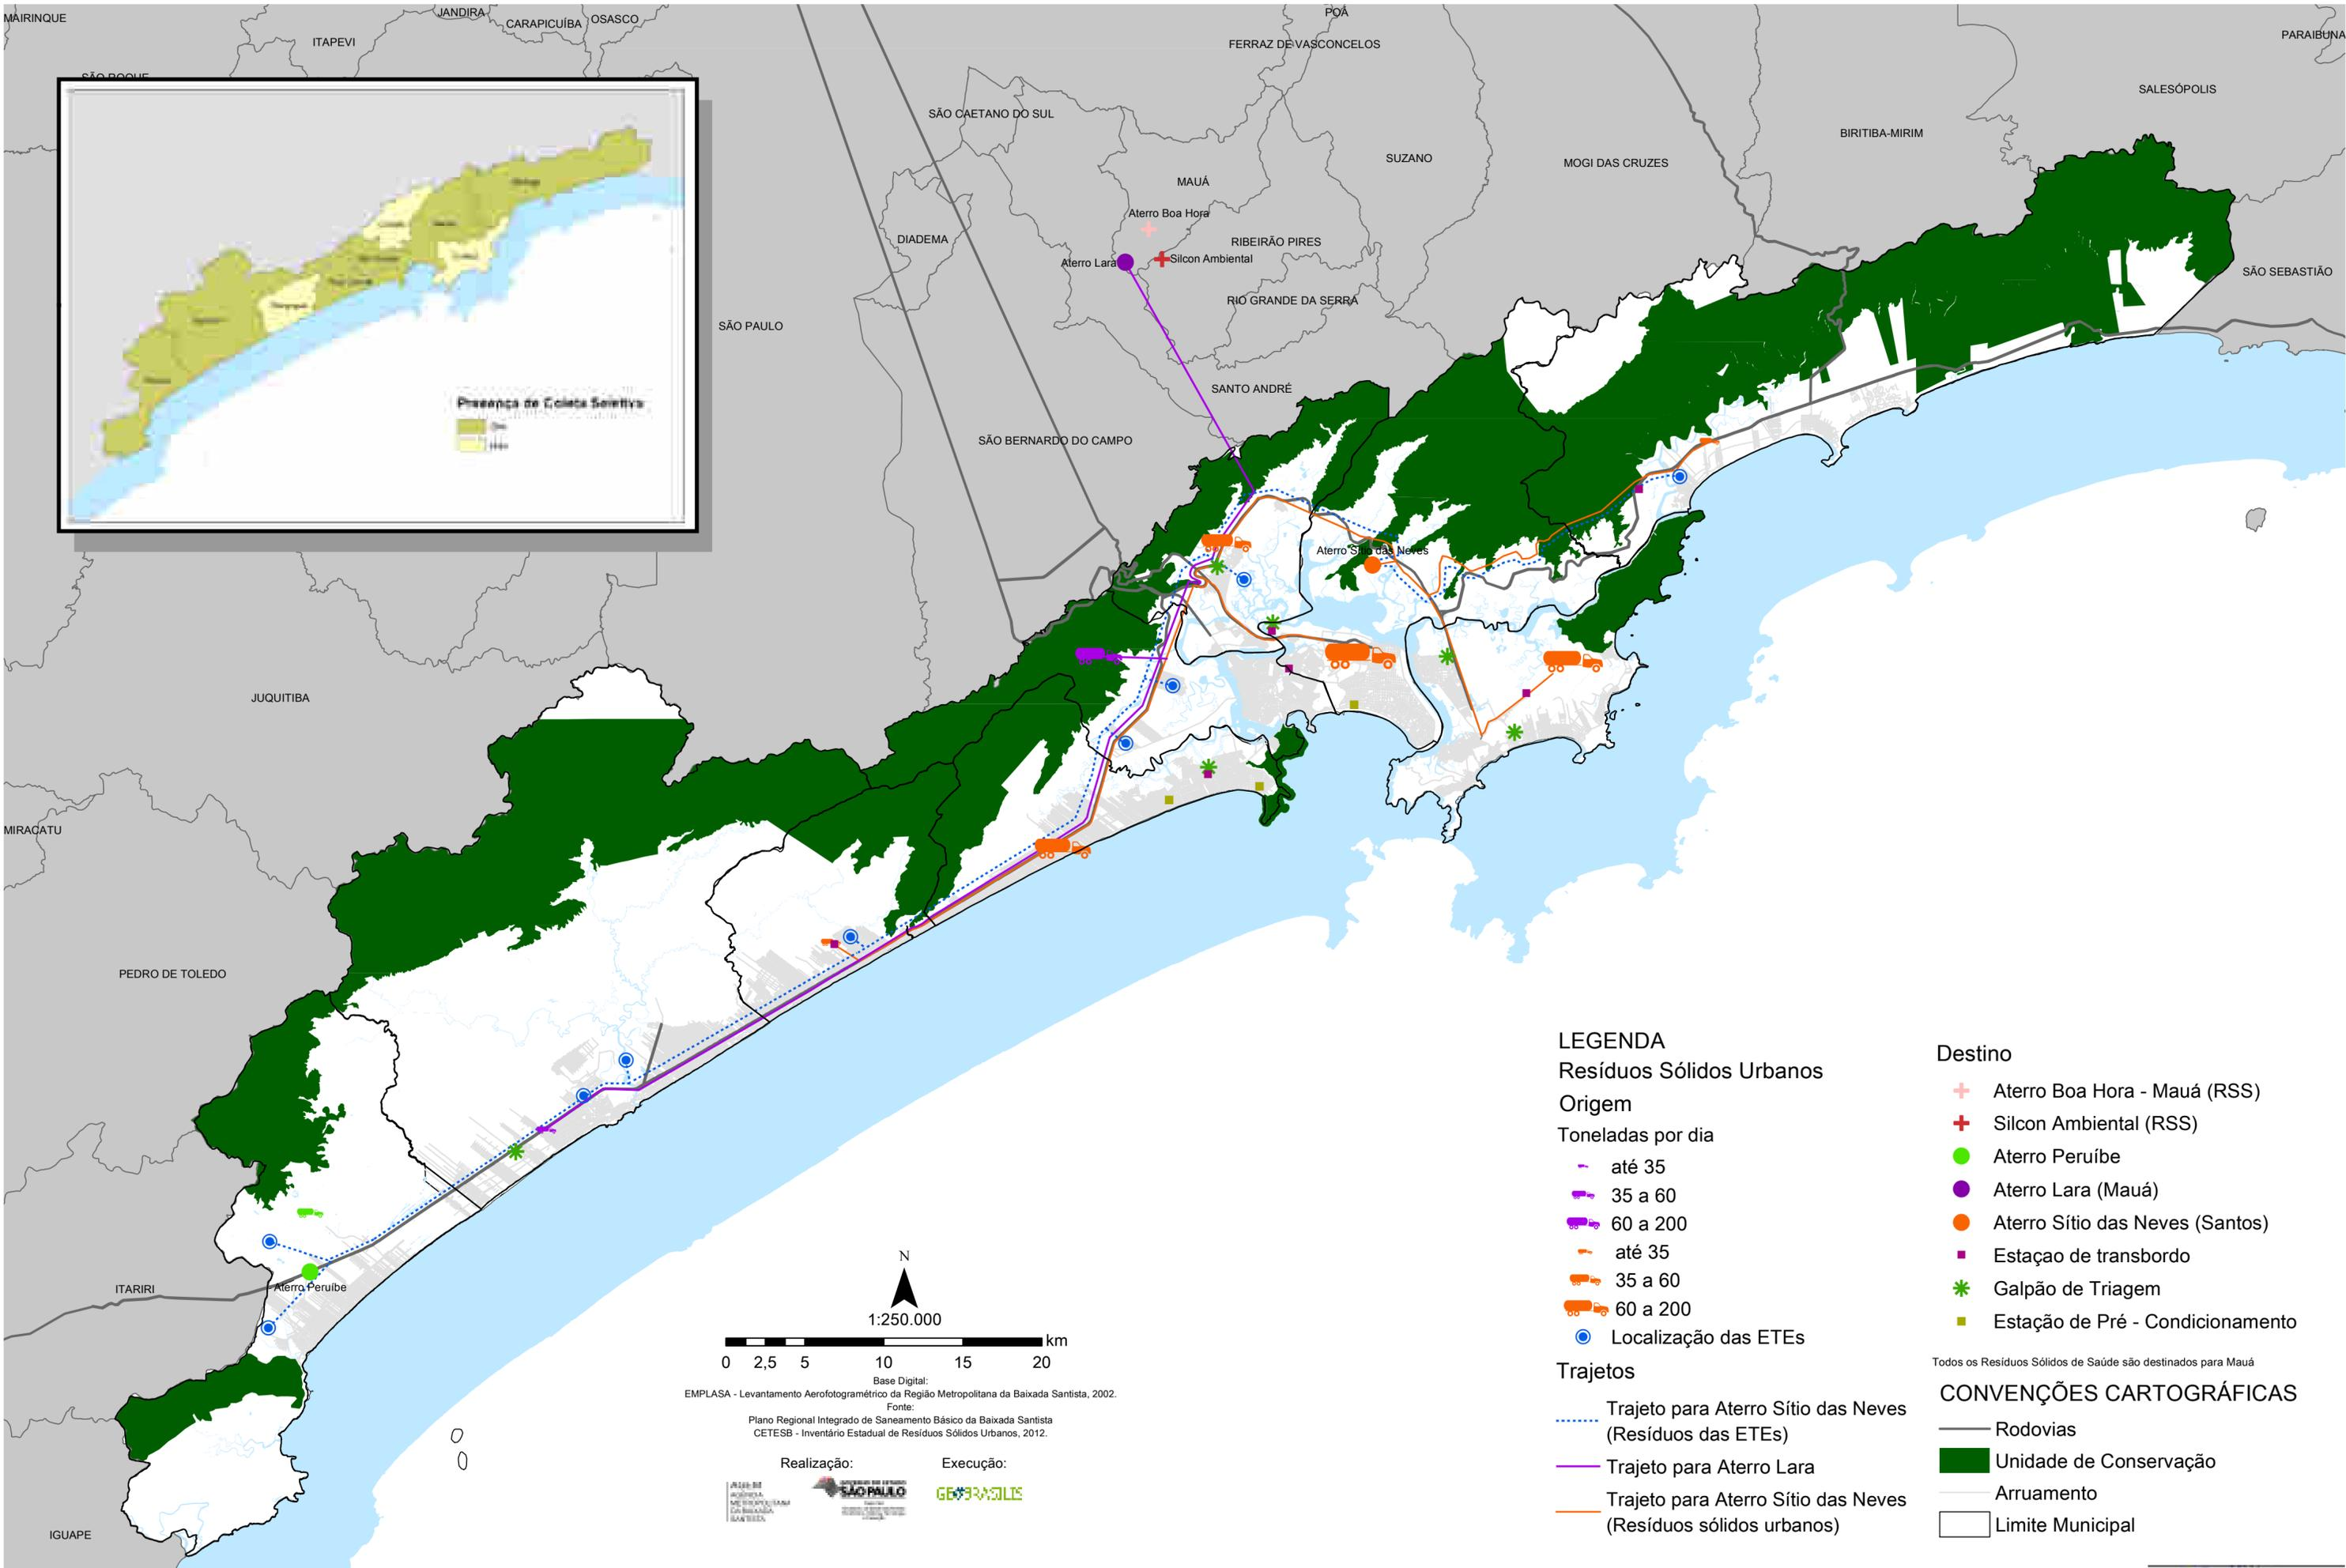 MAIRINQUE
JANDIRA
CARAPICUÍBA
OSASCO
ITAPEVI
SÃO ROQUE
POÁ
FERRAZ DE VASCONCELOS
PARAIBUNA
SALESÓPOLIS
SÃO CAETANO DO SUL
BIRITIBA-MIRIM
SUZANO
MOGI DAS CRUZES
MAUÁ
Aterro Boa Hora
DIADEMA
RIBEIRÃO PIRES
Aterro Lara
Silcon Ambiental
SÃO SEBASTIÃO
RIO GRANDE DA SERRA
SÃO PAULO
SANTO ANDRÉ
SÃO BERNARDO DO CAMPO
Presença de Coleta Seletiva
Aterro Sítio das Neves
JUQUITIBA
MIRACATU
PEDRO DE TOLEDO
ITARIRI
Aterro Peruíbe
IGUAPE
N
1:250.000
km
0 2,5 5 10 15 20
Base Digital:
EMPLASA - Levantamento Aerofotogramétrico da Região Metropolitana da Baixada Santista, 2002.
Fonte:
Plano Regional Integrado de Saneamento Básico da Baixada Santista
CETESB - Inventário Estadual de Resíduos Sólidos Urbanos, 2012.
Realização:
Execução:
AGÊNCIA
METROPOLITANA
DA BAIXADA
SANTISTA
SÃO PAULO
GEOBRASILIS
LEGENDA
Resíduos Sólidos Urbanos
Origem
Toneladas por dia
até 35
35 a 60
60 a 200
até 35
35 a 60
60 a 200
Localização das ETEs
Trajetos
Trajeto para Aterro Sítio das Neves
(Resíduos das ETEs)
Trajeto para Aterro Lara
Trajeto para Aterro Sítio das Neves
(Resíduos sólidos urbanos)
Destino
Aterro Boa Hora - Mauá (RSS)
Silcon Ambiental (RSS)
Aterro Peruíbe
Aterro Lara (Mauá)
Aterro Sítio das Neves (Santos)
Estaçao de transbordo
Galpão de Triagem
Estação de Pré - Condicionamento
Todos os Resíduos Sólidos de Saúde são destinados para Mauá
CONVENÇÕES CARTOGRÁFICAS
Rodovias
Unidade de Conservação
Arruamento
Limite Municipal